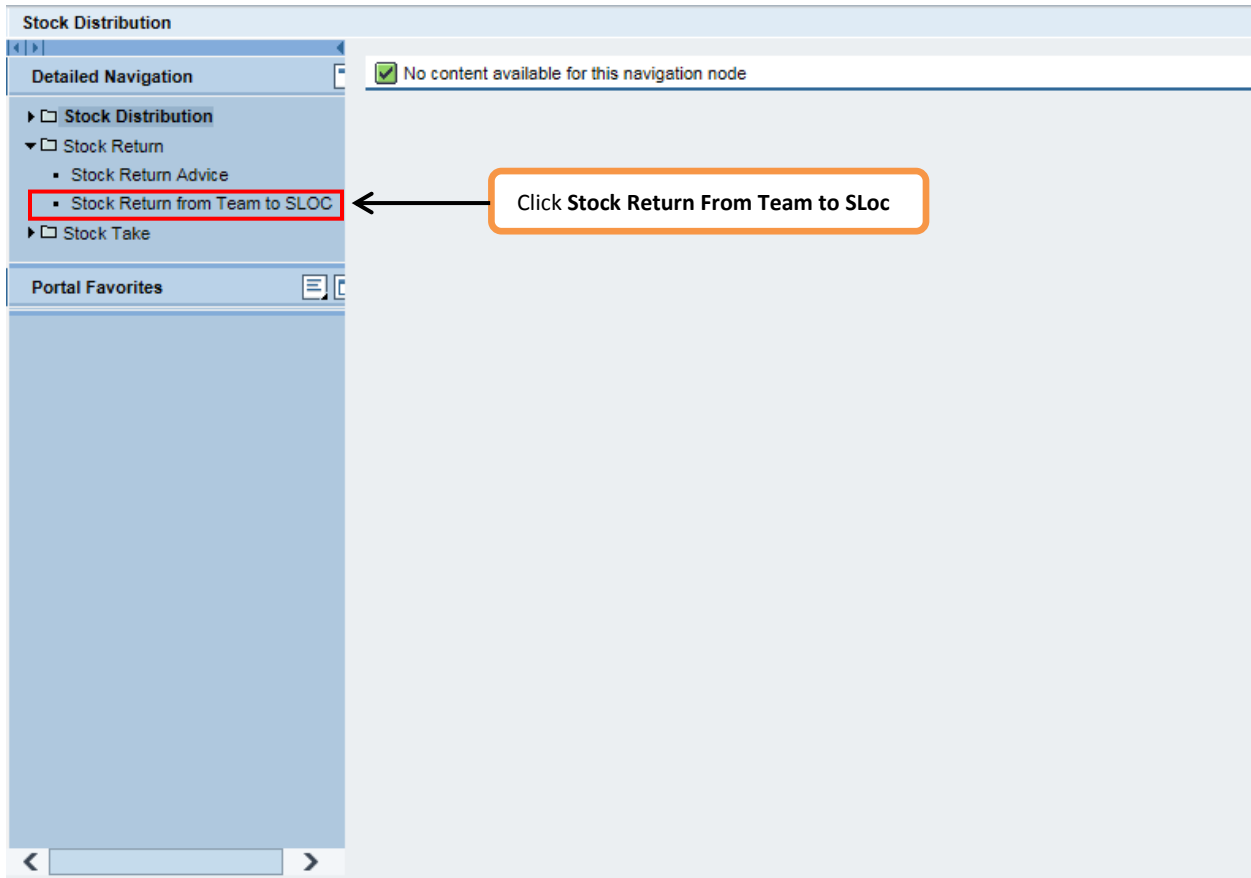 Stock Distribution
Detailed Navigation
No content available for this navigation node
Stock Distribution
Stock Return
Stock Return Advice
Stock Return from Team to SLOC
Click Stock Return From Team to SLoc
Stock Take
Portal Favorites